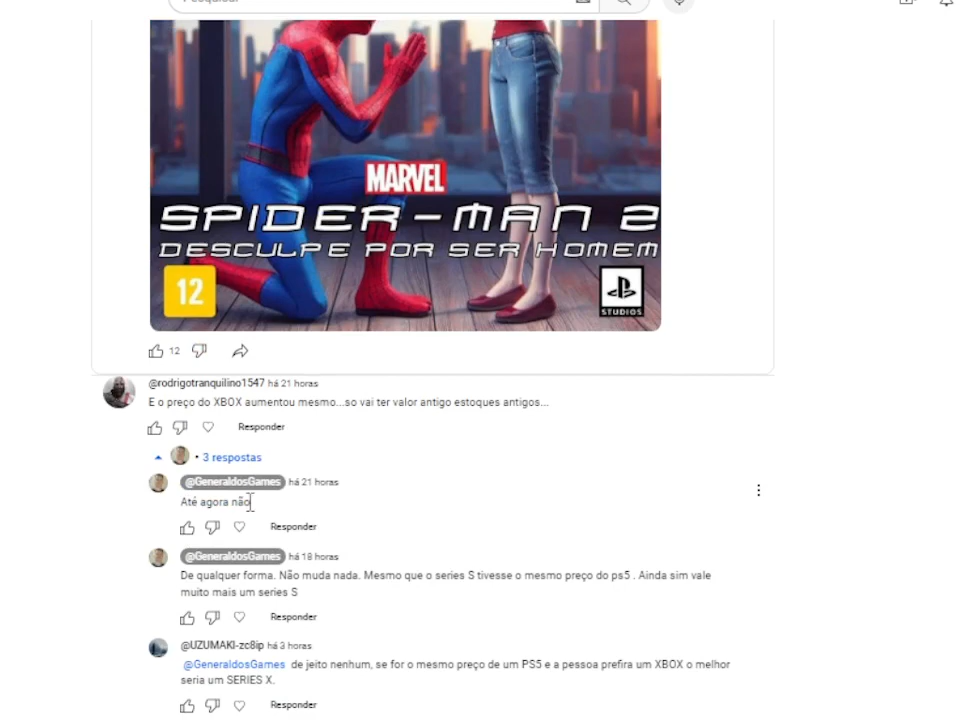 MARVEL
SPIDER-MAN 2
DESCULPE POR SER HOMEM
12
STUDIOS
12
@rodrigotranquilino1547 há 21 horas
E o preço do XBOX aumentou mesmo...so vai ter valor antigo estoques antigos...
Responder
• 3 respostas
@GeneraldosGames há 21 horas
Até agora não
Responder
@GeneraldosGames há 18 horas
De qualquer forma. Não muda nada. Mesmo que o series S tivesse o mesmo preço do ps5 . Ainda sim vale
muito mais um series S
Responder
@UZUMAKI-zc8ip há 3 horas
@GeneraldosGames de jeito nenhum, se for o mesmo preço de um PS5 e a pessoa prefira um XBOX o melhor
seria um SERIES X.
Responder